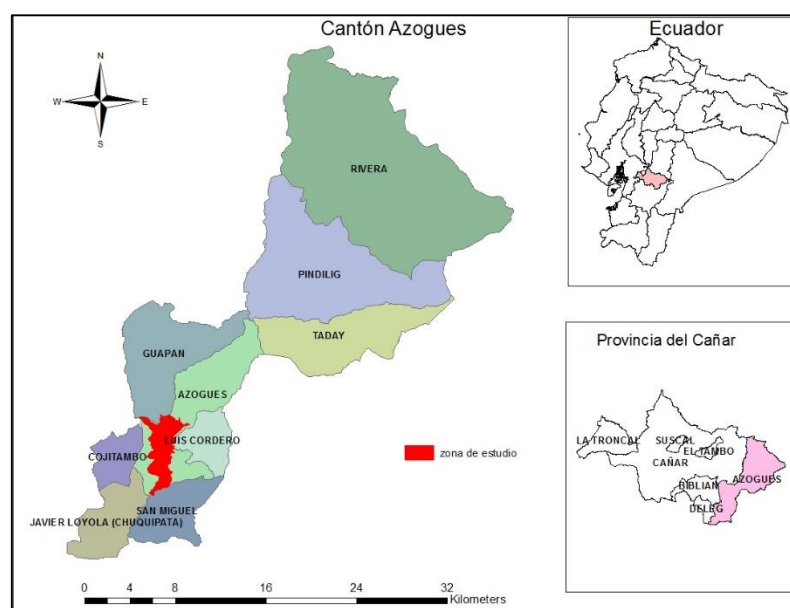 Cantón Azogues
N
W
E
S
RIVERA
PINDILIG
TADAY
GUAPAN
AZOGUES
LUIS CORDERO
COJITAMBO
SAN MIGUEL
JAVIER LOYOLA (CHUQUIPATA)
zona de estudio
0 2 4 8 16 24 32
Kilometers
Ecuador
Provincia del Cañar
LA TRONCAL
SUSCAL
EL TAMBO
CAÑAR
AZOGUES
BIBLIAN
DELEG